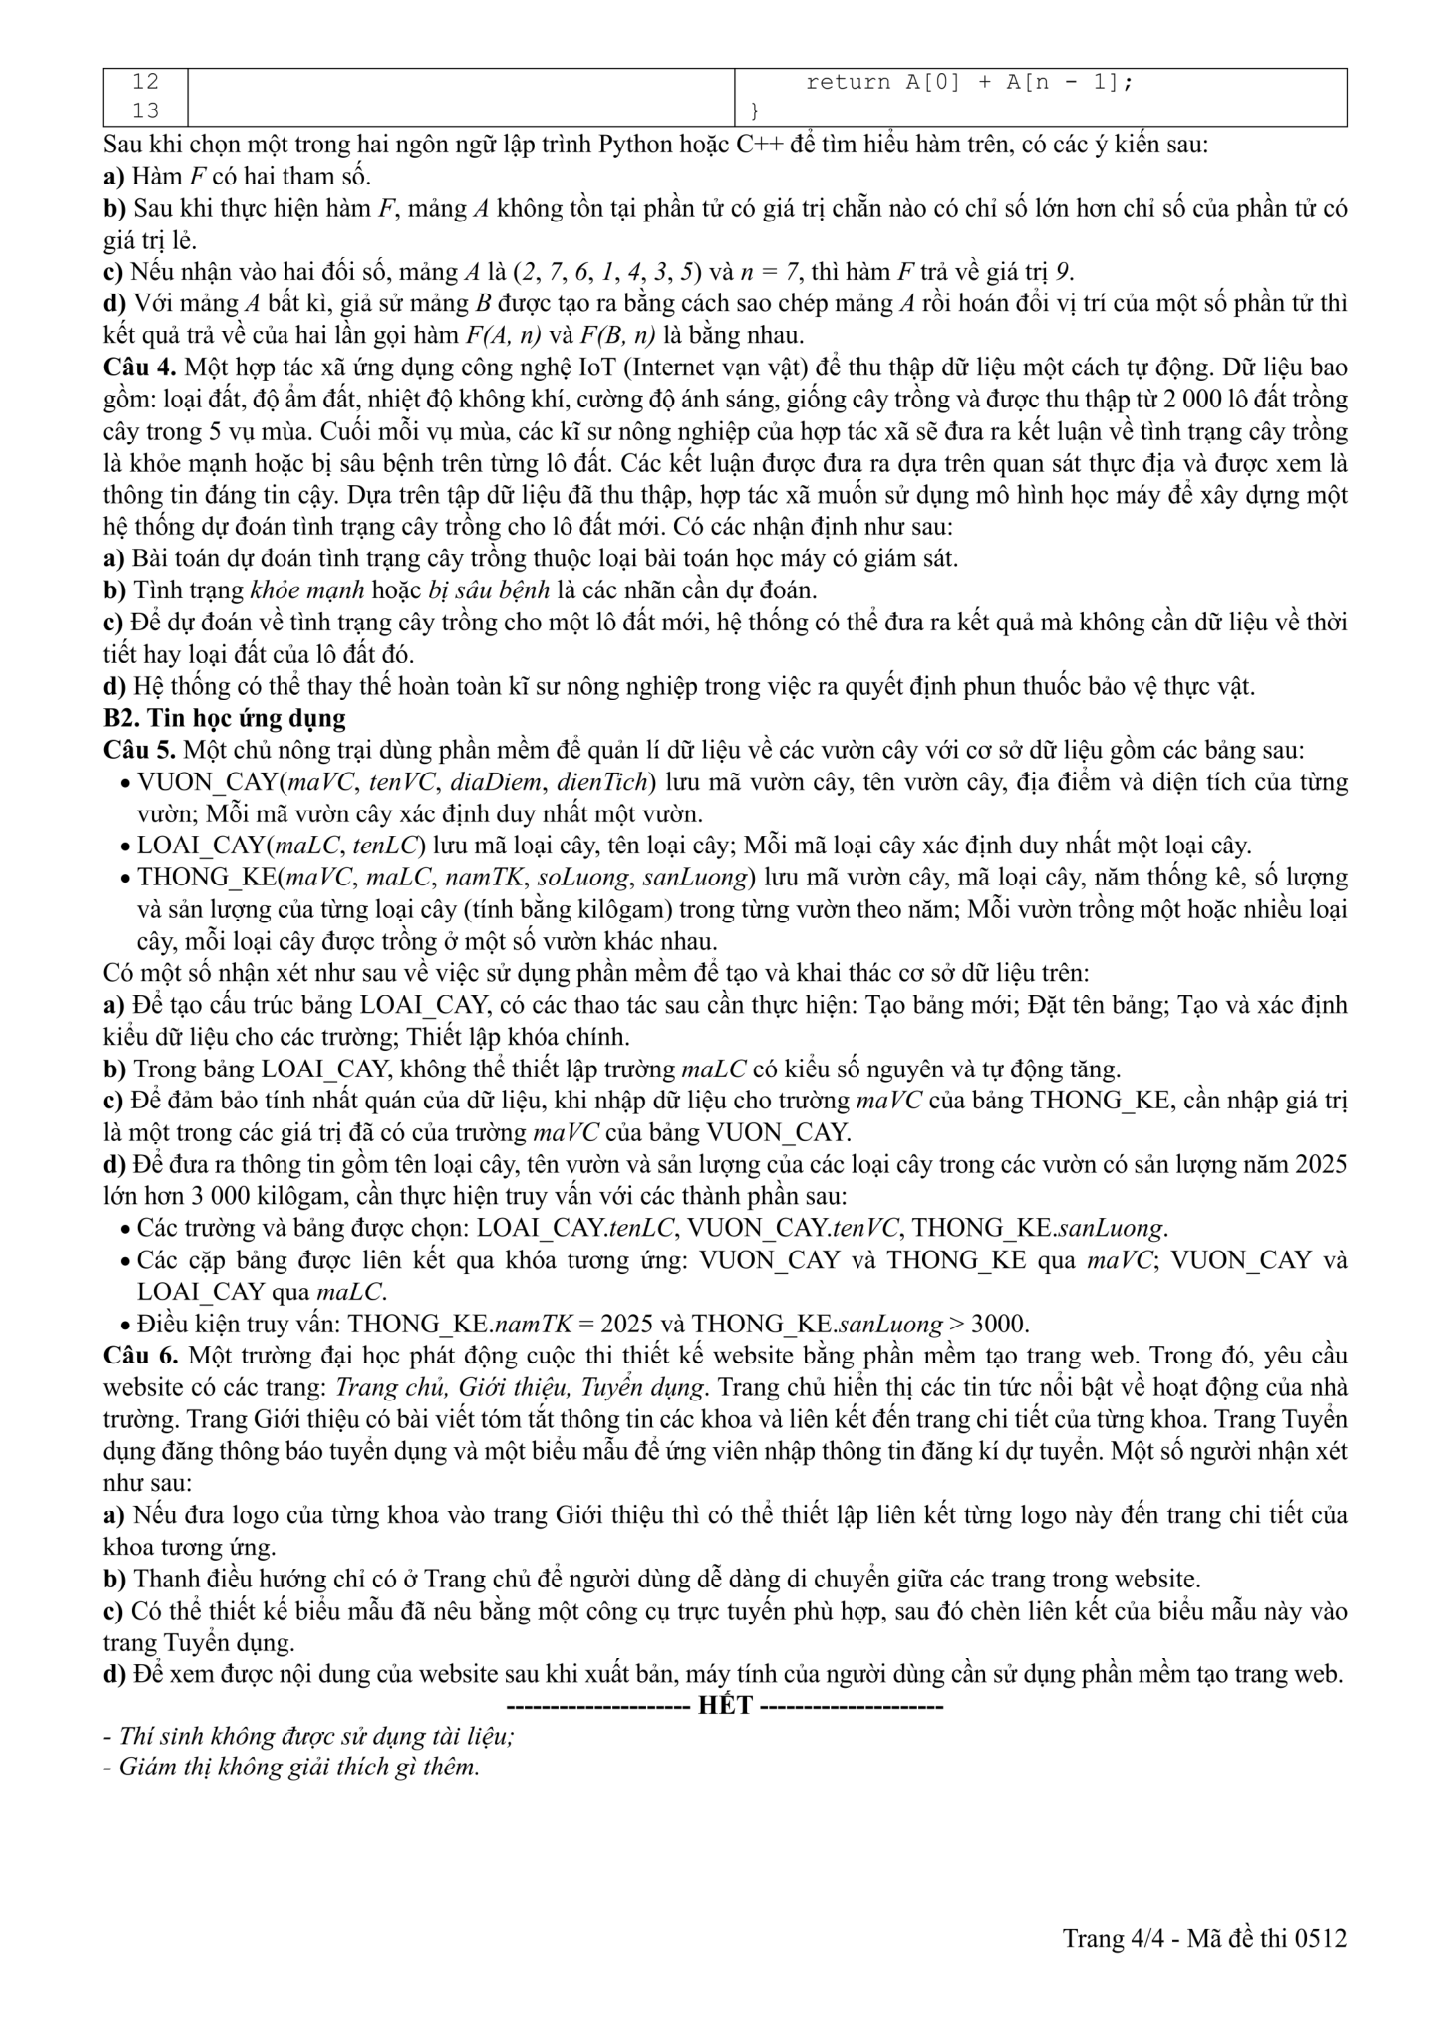 12 return A[0] + A[n - 1];
13 }
Sau khi chọn một trong hai ngôn ngữ lập trình Python hoặc C++ để tìm hiểu hàm trên, có các ý kiến sau:
a) Hàm F có hai tham số.
b) Sau khi thực hiện hàm F, mảng A không tồn tại phần tử có giá trị chẵn nào có chỉ số lớn hơn chỉ số của phần tử có
giá trị lẻ.
c) Nếu nhận vào hai đối số, mảng A là (2, 7, 6, 1, 4, 3, 5) và n = 7, thì hàm F trả về giá trị 9.
d) Với mảng A bất kì, giả sử mảng B được tạo ra bằng cách sao chép mảng A rồi hoán đổi vị trí của một số phần tử thì
kết quả trả về của hai lần gọi hàm F(A, n) và F(B, n) là bằng nhau.
Câu 4. Một hợp tác xã ứng dụng công nghệ IoT (Internet vạn vật) để thu thập dữ liệu một cách tự động. Dữ liệu bao
gồm: loại đất, độ ẩm đất, nhiệt độ không khí, cường độ ánh sáng, giống cây trồng và được thu thập từ 2 000 lô đất trồng
cây trong 5 vụ mùa. Cuối mỗi vụ mùa, các kĩ sư nông nghiệp của hợp tác xã sẽ đưa ra kết luận về tình trạng cây trồng
là khỏe mạnh hoặc bị sâu bệnh trên từng lô đất. Các kết luận được đưa ra dựa trên quan sát thực địa và được xem là
thông tin đáng tin cậy. Dựa trên tập dữ liệu đã thu thập, hợp tác xã muốn sử dụng mô hình học máy để xây dựng một
hệ thống dự đoán tình trạng cây trồng cho lô đất mới. Có các nhận định như sau:
a) Bài toán dự đoán tình trạng cây trồng thuộc loại bài toán học máy có giám sát.
b) Tình trạng khỏe mạnh hoặc bị sâu bệnh là các nhãn cần dự đoán.
c) Để dự đoán về tình trạng cây trồng cho một lô đất mới, hệ thống có thể đưa ra kết quả mà không cần dữ liệu về thời
tiết hay loại đất của lô đất đó.
d) Hệ thống có thể thay thế hoàn toàn kĩ sư nông nghiệp trong việc ra quyết định phun thuốc bảo vệ thực vật.
B2. Tin học ứng dụng
Câu 5. Một chủ nông trại dùng phần mềm để quản lí dữ liệu về các vườn cây với cơ sở dữ liệu gồm các bảng sau:
• VUON_CAY(maVC, tenVC, diaDiem, dienTich) lưu mã vườn cây, tên vườn cây, địa điểm và diện tích của từng
vườn; Mỗi mã vườn cây xác định duy nhất một vườn.
• LOAI_CAY(maLC, tenLC) lưu mã loại cây, tên loại cây; Mỗi mã loại cây xác định duy nhất một loại cây.
• THONG_KE(maVC, maLC, namTK, soLuong, sanLuong) lưu mã vườn cây, mã loại cây, năm thống kê, số lượng
và sản lượng của từng loại cây (tính bằng kilôgam) trong từng vườn theo năm; Mỗi vườn trồng một hoặc nhiều loại
cây, mỗi loại cây được trồng ở một số vườn khác nhau.
Có một số nhận xét như sau về việc sử dụng phần mềm để tạo và khai thác cơ sở dữ liệu trên:
a) Để tạo cấu trúc bảng LOAI_CAY, có các thao tác sau cần thực hiện: Tạo bảng mới; Đặt tên bảng; Tạo và xác định
kiểu dữ liệu cho các trường; Thiết lập khóa chính.
b) Trong bảng LOAI_CAY, không thể thiết lập trường maLC có kiểu số nguyên và tự động tăng.
c) Để đảm bảo tính nhất quán của dữ liệu, khi nhập dữ liệu cho trường maVC của bảng THONG_KE, cần nhập giá trị
là một trong các giá trị đã có của trường maVC của bảng VUON_CAY.
d) Để đưa ra thông tin gồm tên loại cây, tên vườn và sản lượng của các loại cây trong các vườn có sản lượng năm 2025
lớn hơn 3 000 kilôgam, cần thực hiện truy vấn với các thành phần sau:
• Các trường và bảng được chọn: LOAI_CAY.tenLC, VUON_CAY.tenVC, THONG_KE.sanLuong.
• Các cặp bảng được liên kết qua khóa tương ứng: VUON_CAY và THONG_KE qua maVC; VUON_CAY và
LOAI_CAY qua maLC.
• Điều kiện truy vấn: THONG_KE.namTK = 2025 và THONG_KE.sanLuong > 3000.
Câu 6. Một trường đại học phát động cuộc thi thiết kế website bằng phần mềm tạo trang web. Trong đó, yêu cầu
website có các trang: Trang chủ, Giới thiệu, Tuyển dụng. Trang chủ hiển thị các tin tức nổi bật về hoạt động của nhà
trường. Trang Giới thiệu có bài viết tóm tắt thông tin các khoa và liên kết đến trang chi tiết của từng khoa. Trang Tuyển
dụng đăng thông báo tuyển dụng và một biểu mẫu để ứng viên nhập thông tin đăng kí dự tuyển. Một số người nhận xét
như sau:
a) Nếu đưa logo của từng khoa vào trang Giới thiệu thì có thể thiết lập liên kết từng logo này đến trang chi tiết của
khoa tương ứng.
b) Thanh điều hướng chỉ có ở Trang chủ để người dùng dễ dàng di chuyển giữa các trang trong website.
c) Có thể thiết kế biểu mẫu đã nêu bằng một công cụ trực tuyến phù hợp, sau đó chèn liên kết của biểu mẫu này vào
trang Tuyển dụng.
d) Để xem được nội dung của website sau khi xuất bản, máy tính của người dùng cần sử dụng phần mềm tạo trang web.
--------------------- HẾT ---------------------
- Thí sinh không được sử dụng tài liệu;
- Giám thị không giải thích gì thêm.
Trang 4/4 - Mã đề thi 0512